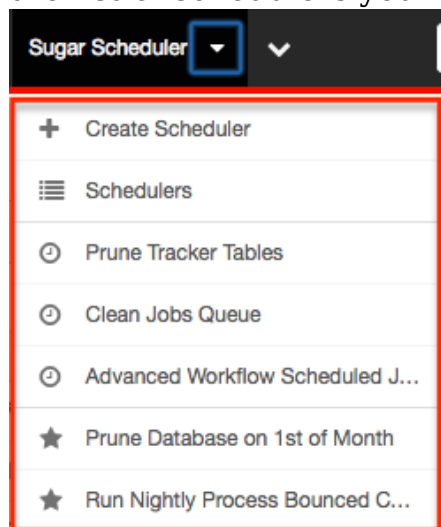 Sugar Scheduler
Create Scheduler
Schedulers
Prune Tracker Tables
Clean Jobs Queue
Advanced Workflow Scheduled J...
Prune Database on 1st of Month
Run Nightly Process Bounced C...